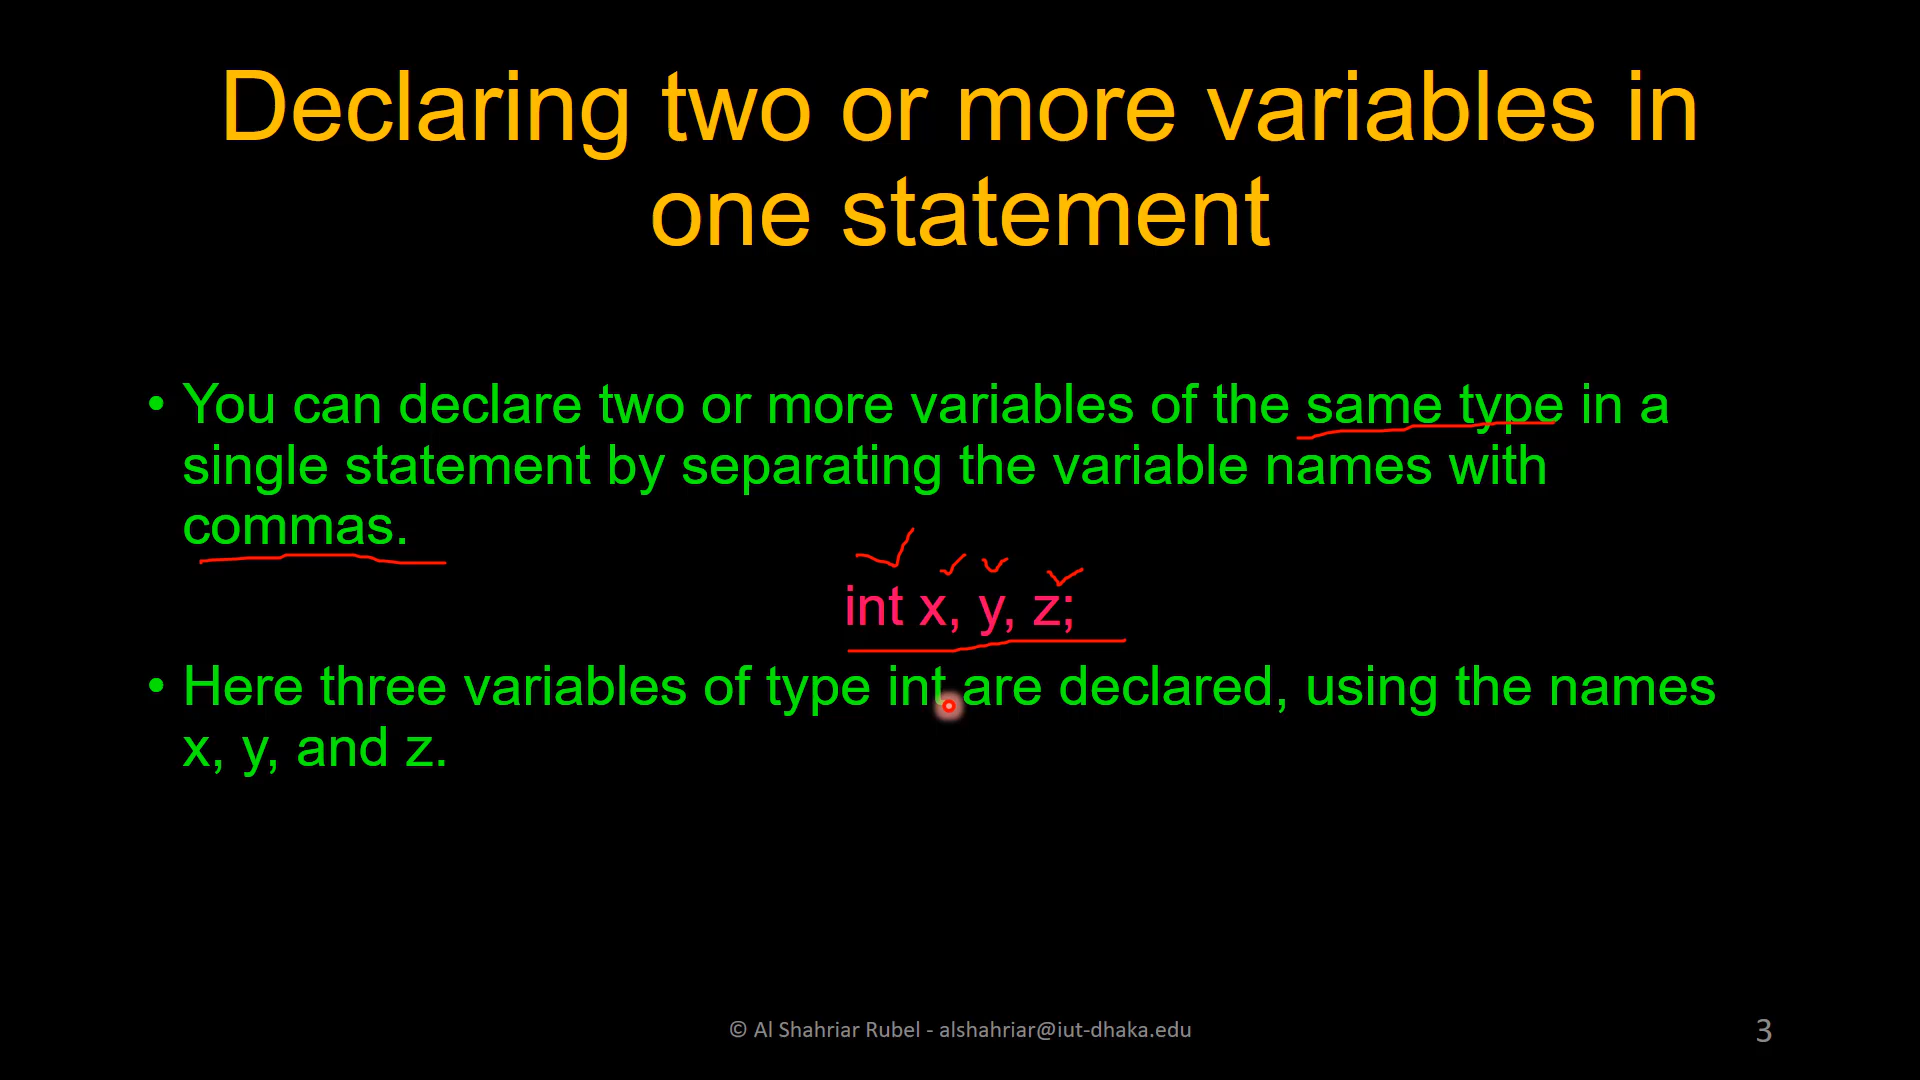 Declaring two or more variables in
one statement
• You can declare two or more variables of the same type in a
single statement by separating the variable names with
commas.
int x, y, z;
• Here three variables of type int are declared, using the names
x, y, and z.
© Al Shahriar Rubel - alshahriar@iut-dhaka.edu
3